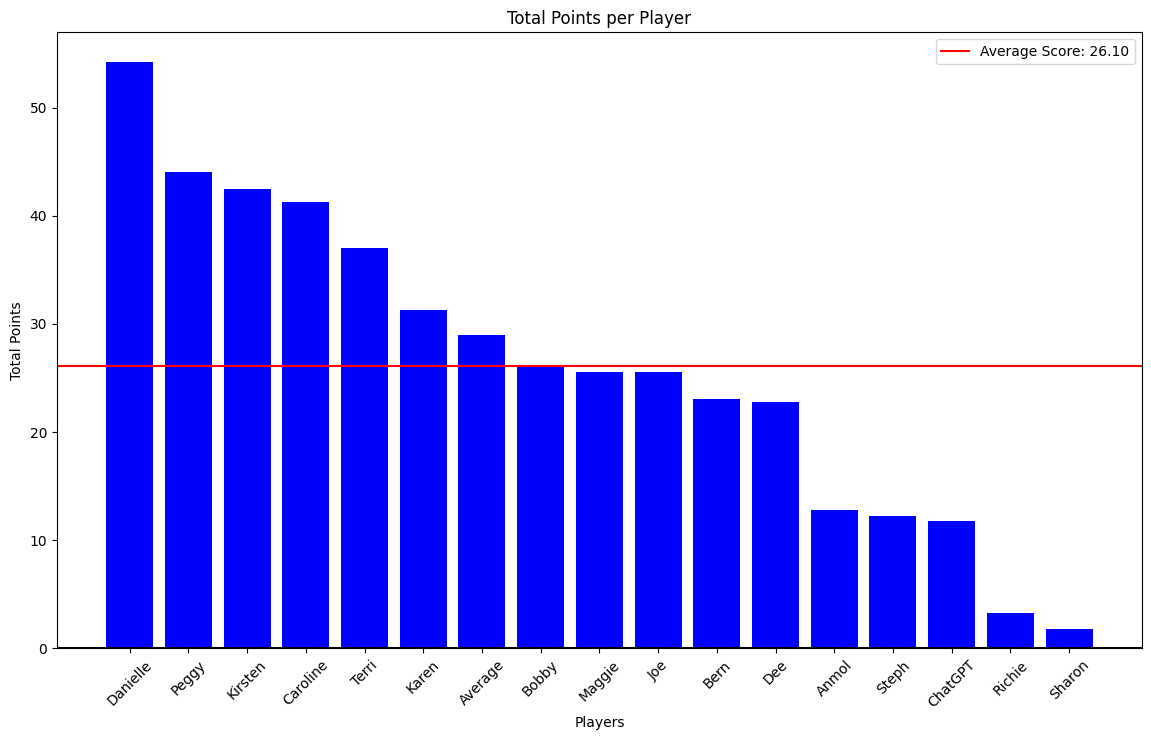 Total Points per Player
Average Score: 26.10
Total Points
50
40
30
20
10
0
Danielle
Peggy
Kirsten
Caroline
Terri
Karen
Average
Bobby
Maggie
Joe
Bern
Dee
Anmol
Steph
ChatGPT
Richie
Sharon
Players